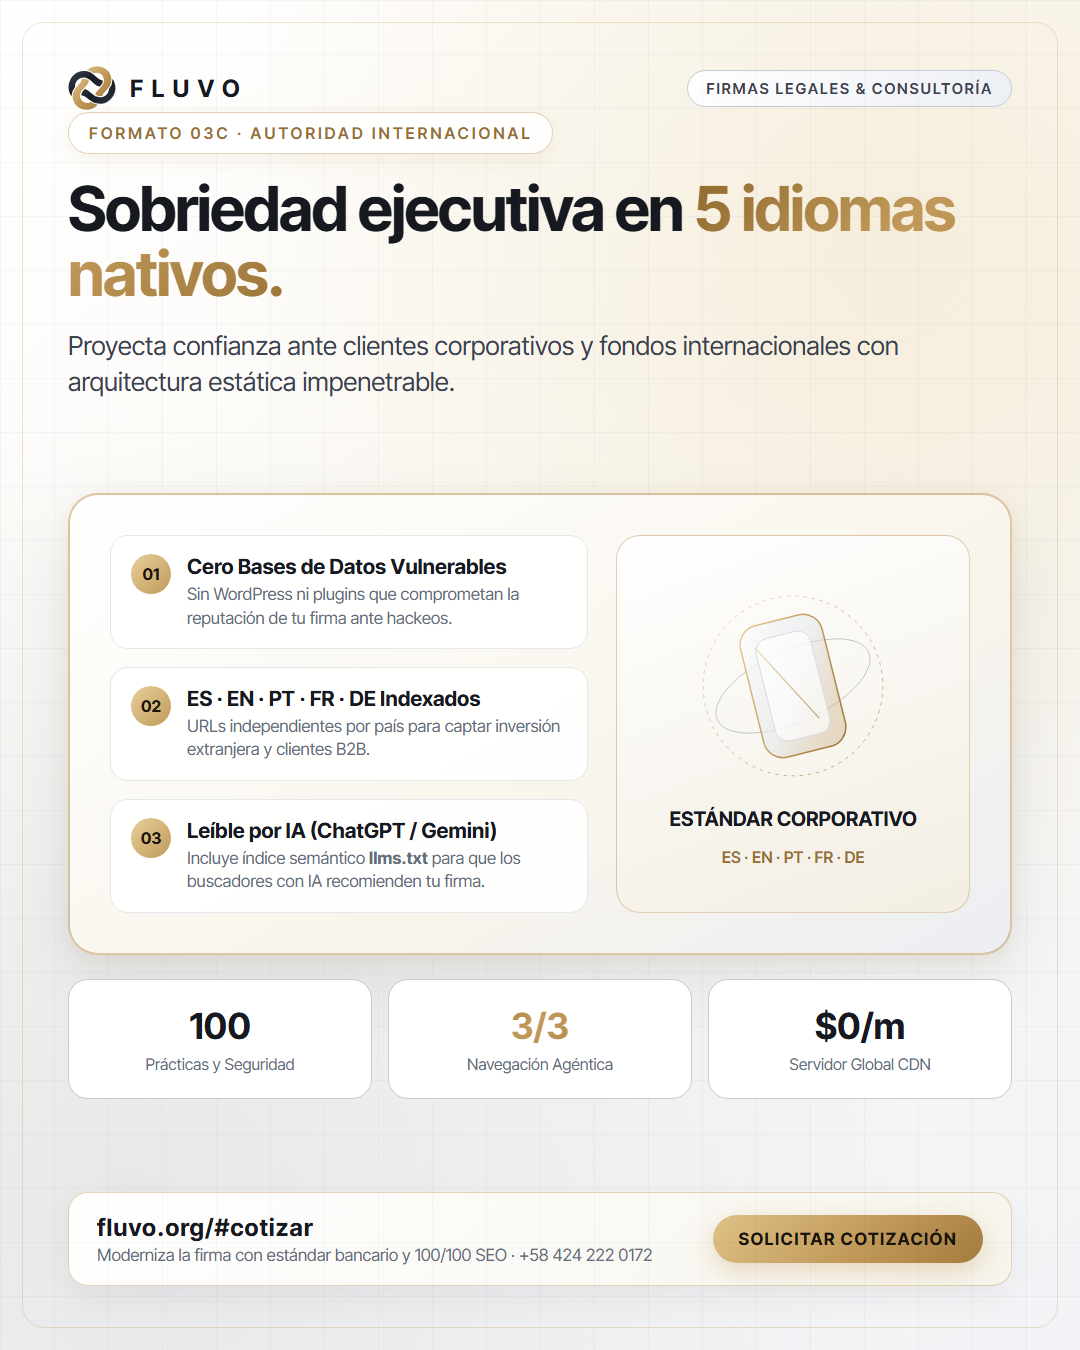 FLUVO
FIRMAS LEGALES & CONSULTORÍA
FORMATO 03C · AUTORIDAD INTERNACIONAL
Sobriedad ejecutiva en 5 idiomas
nativos.
Proyecta confianza ante clientes corporativos y fondos internacionales con
arquitectura estática impenetrable.
01
Cero Bases de Datos Vulnerables
Sin WordPress ni plugins que comprometan la
reputación de tu firma ante hackeos.
02
ES · EN · PT · FR · DE Indexados
URLs independientes por país para captar inversión
extranjera y clientes B2B.
03
Leíble por IA (ChatGPT / Gemini)
Incluye índice semántico llms.txt para que los
buscadores con IA recomienden tu firma.
ESTÁNDAR CORPORATIVO
ES · EN · PT · FR · DE
100
Prácticas y Seguridad
3/3
Navegación Agéntica
$0/m
Servidor Global CDN
fluvo.org/#cotizar
Moderniza la firma con estándar bancario y 100/100 SEO · +58 424 222 0172
SOLICITAR COTIZACIÓN